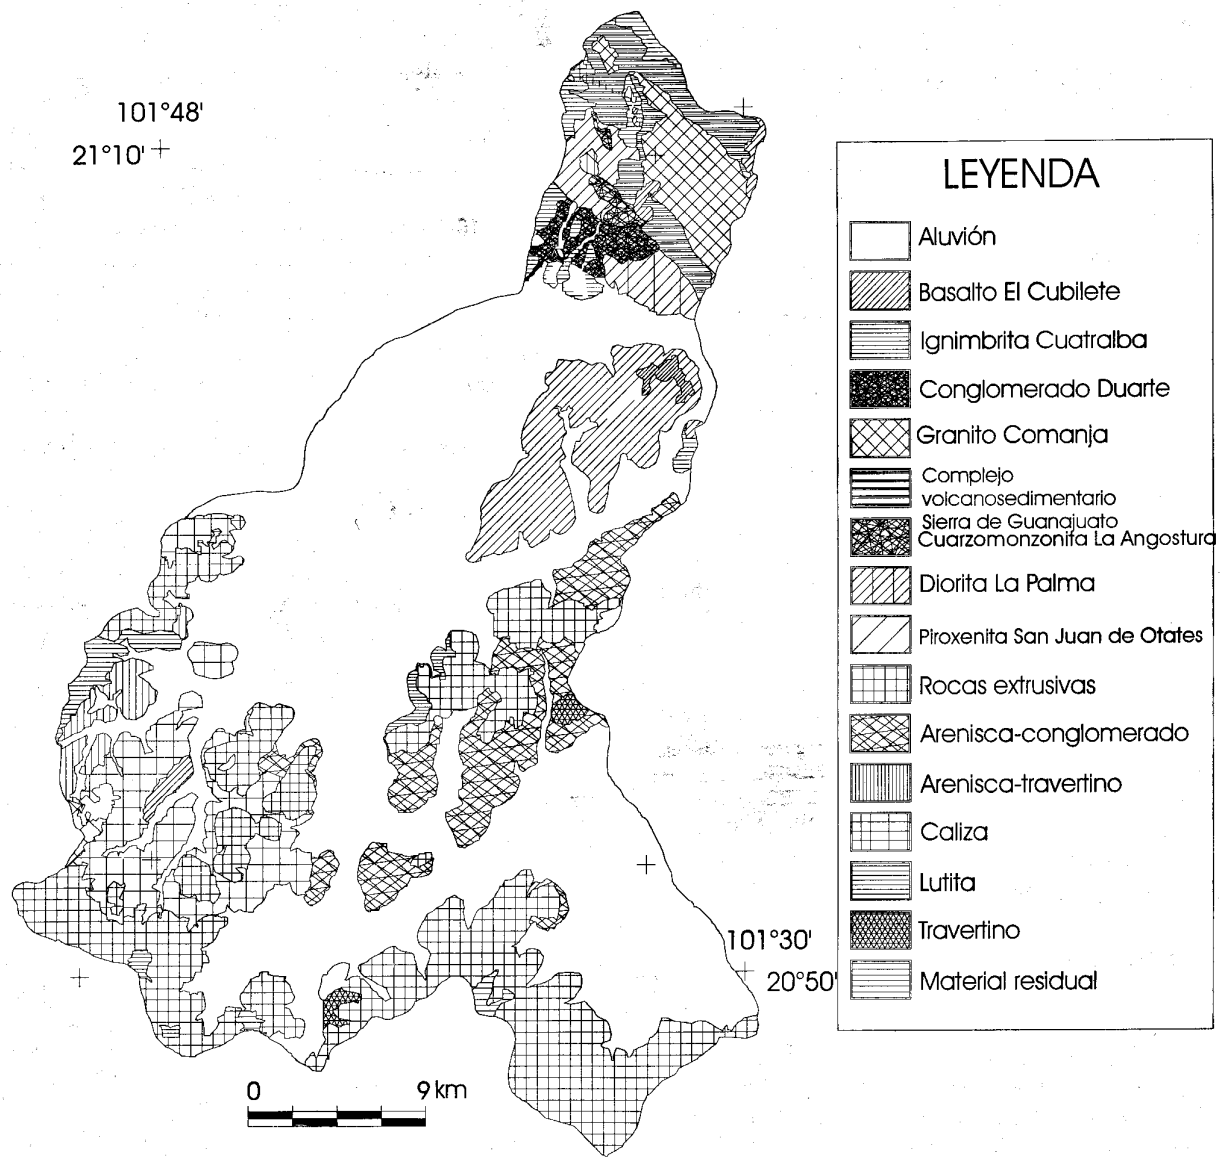 101°48'
21°10'
LEYENDA
Aluvión
Basalto El Cubilete
Ignimbrita Cuatralba
Conglomerado Duarte
Granito Comanja
Complejo
volcanosedimentario
Sierra de Guanajuato
Cuarzomonzonita La Angostura
Diorita La Palma
Piroxenita San Juan de Otates
Rocas extrusivas
Arenisca-conglomerado
Arenisca-travertino
Caliza
Lutita
Travertino
Material residual
101°30'
20°50'
0 9 km